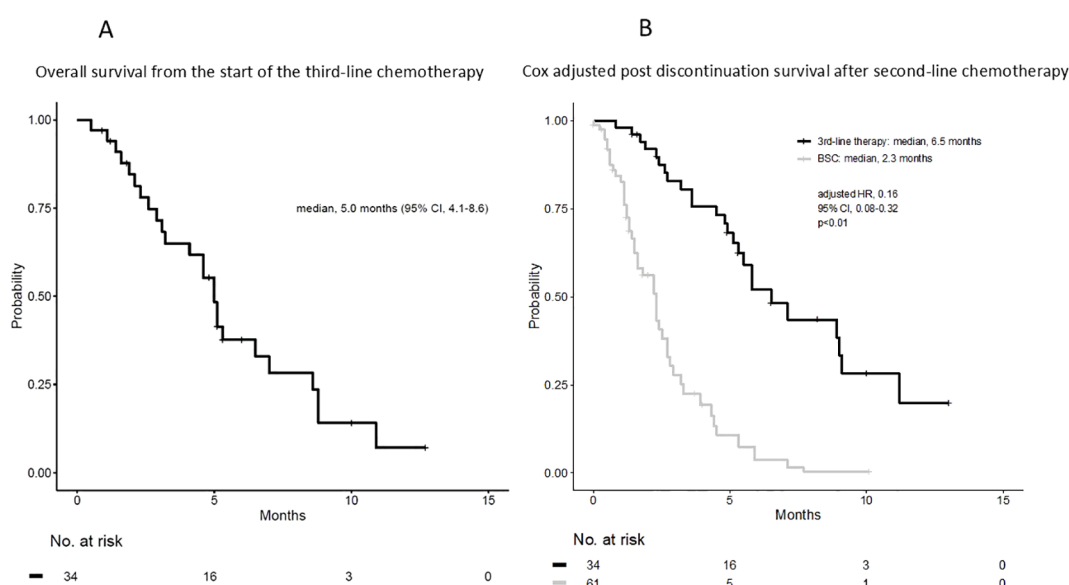 A
Overall survival from the start of the third-line chemotherapy
1.00
0.75
0.50
0.25
0.00
Probability
median, 5.0 months (95% CI, 4.1-8.6)
0 5 10 15
Months
No. at risk
34 16 3 0
B
Cox adjusted post discontinuation survival after second-line chemotherapy
1.00
0.75
0.50
0.25
0.00
Probability
3rd-line therapy: median, 6.5 months
BSC: median, 2.3 months
adjusted HR, 0.16
95% CI, 0.08-0.32
p<0.01
0 5 10 15
Months
No. at risk
34 16 3 0
61 5 1 0